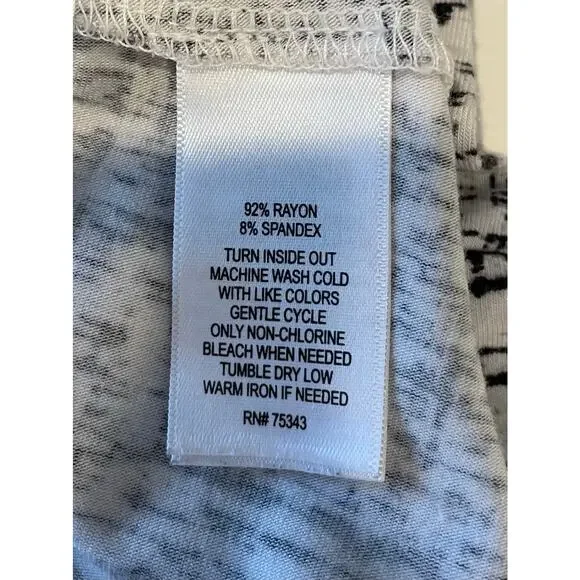 92% RAYON
8% SPANDEX
TURN INSIDE OUT
MACHINE WASH COLD
WITH LIKE COLORS
GENTLE CYCLE
ONLY NON-CHLORINE
BLEACH WHEN NEEDED
TUMBLE DRY LOW
WARM IRON IF NEEDED
RN# 75343